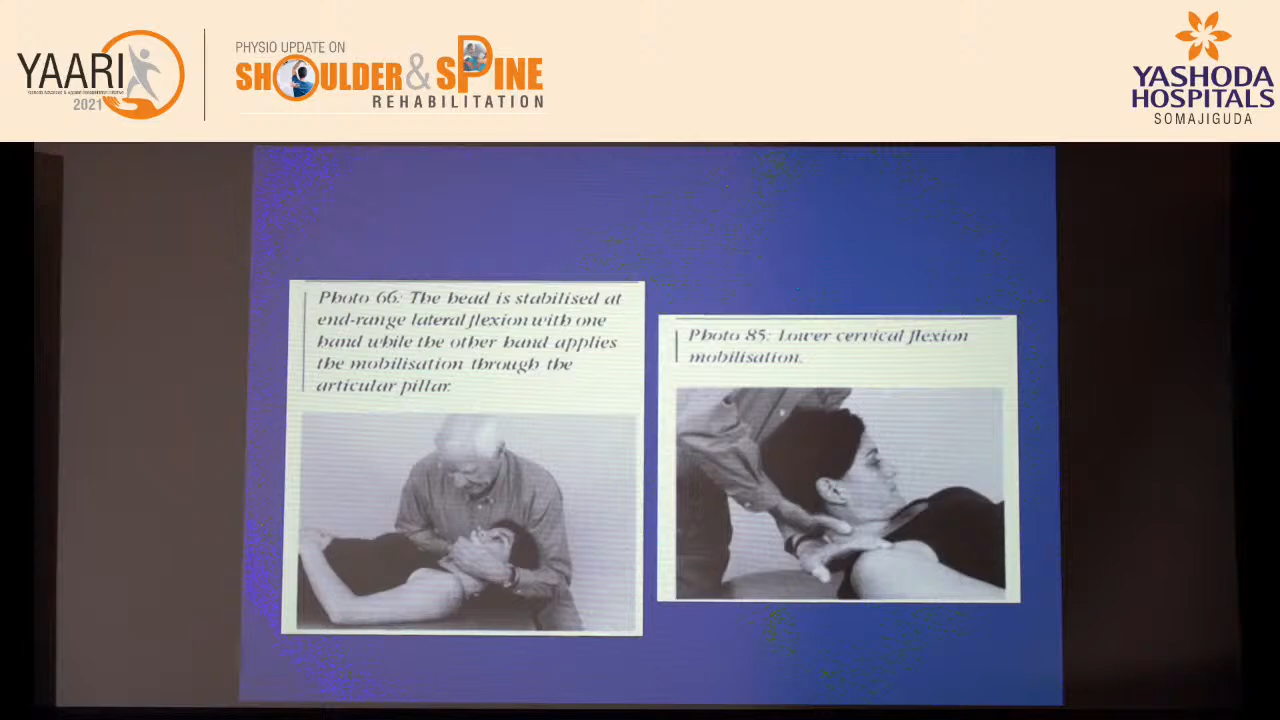 YAARI
2021
PHYSIO UPDATE ON
SHOULDER & SPINE
REHABILITATION
YASHODA
HOSPITALS
SOMAJIGUDA
Photo 66: The head is stabilised at
end-range lateral flexion with one
hand while the other hand applies
the mobilisation through the
articular pillar.
Photo 85: Lower cervical flexion
mobilisation.